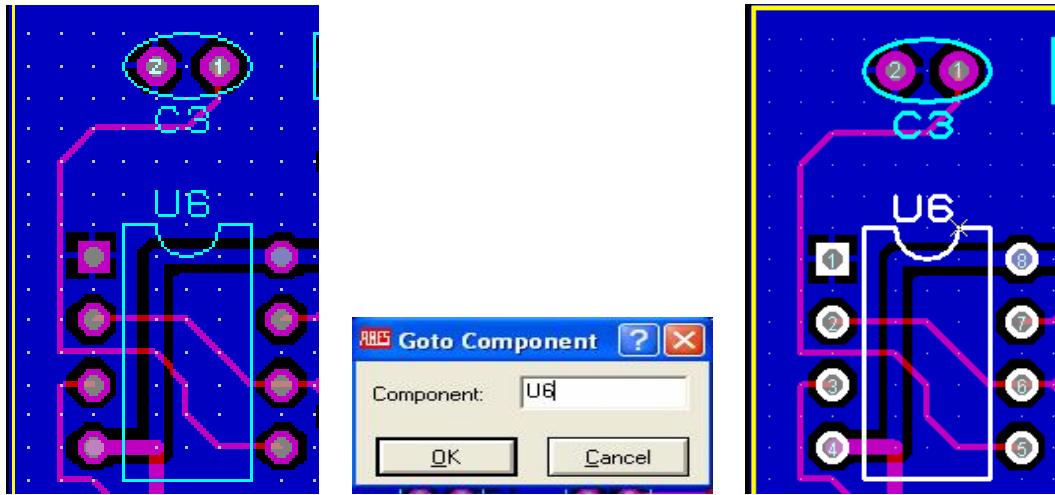 2 1
C3
U6
ARES Goto Component ?
Component: U6
OK Cancel
2 1
C3
U6
1 8
2 7
3 6
4 5